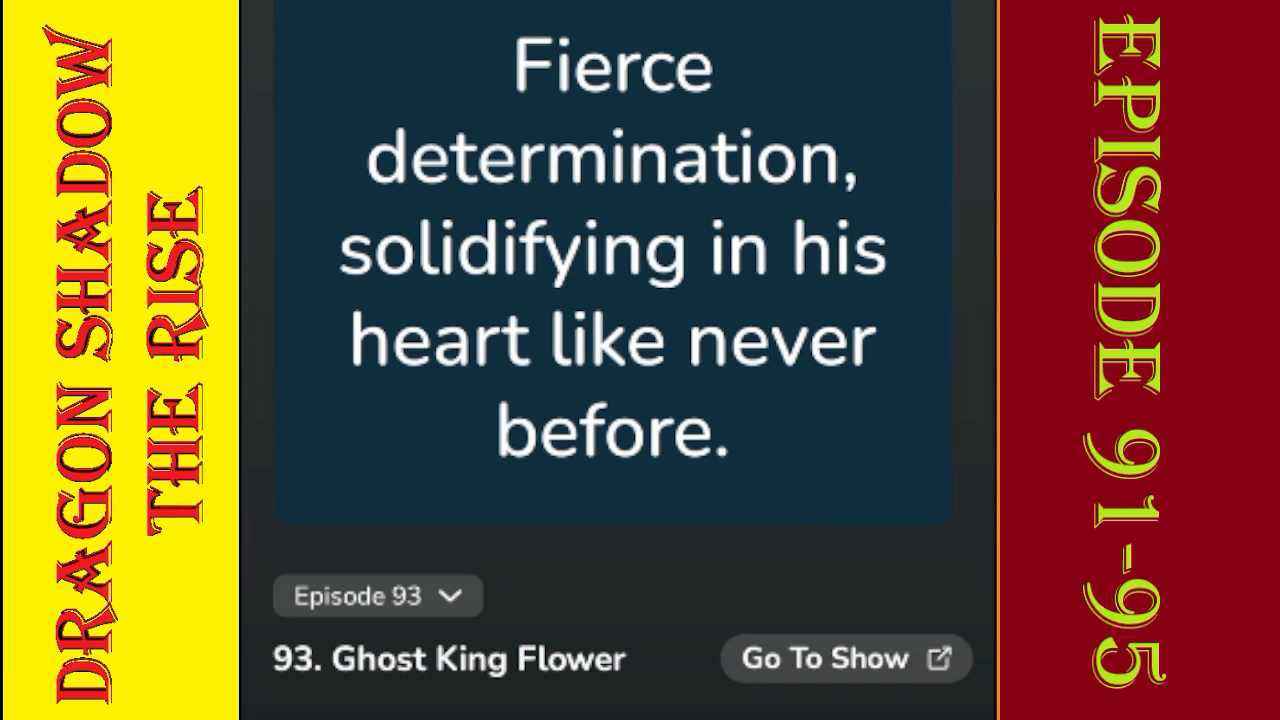 DRAGON SHADOW
THE RISE
Fierce
determination,
solidifying in his
heart like never
before.
Episode 93
93. Ghost King Flower
Go To Show
EPISODE 91-95